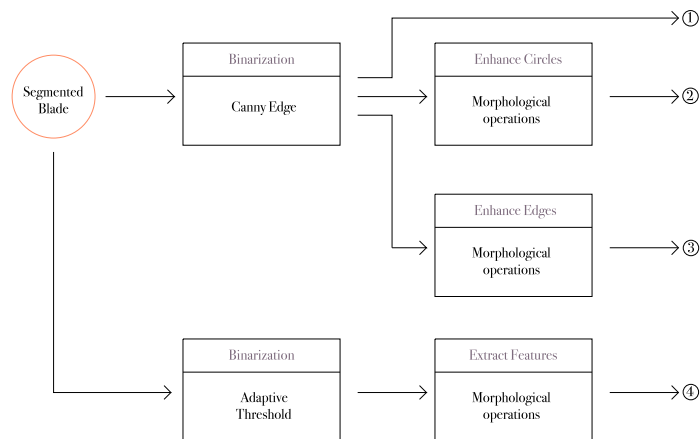 ①
Binarization
Enhance Circles
Segmented
Blade
Canny Edge
Morphological
operations
②
Enhance Edges
Morphological
operations
③
Binarization
Extract Features
Adaptive
Threshold
Morphological
operations
④